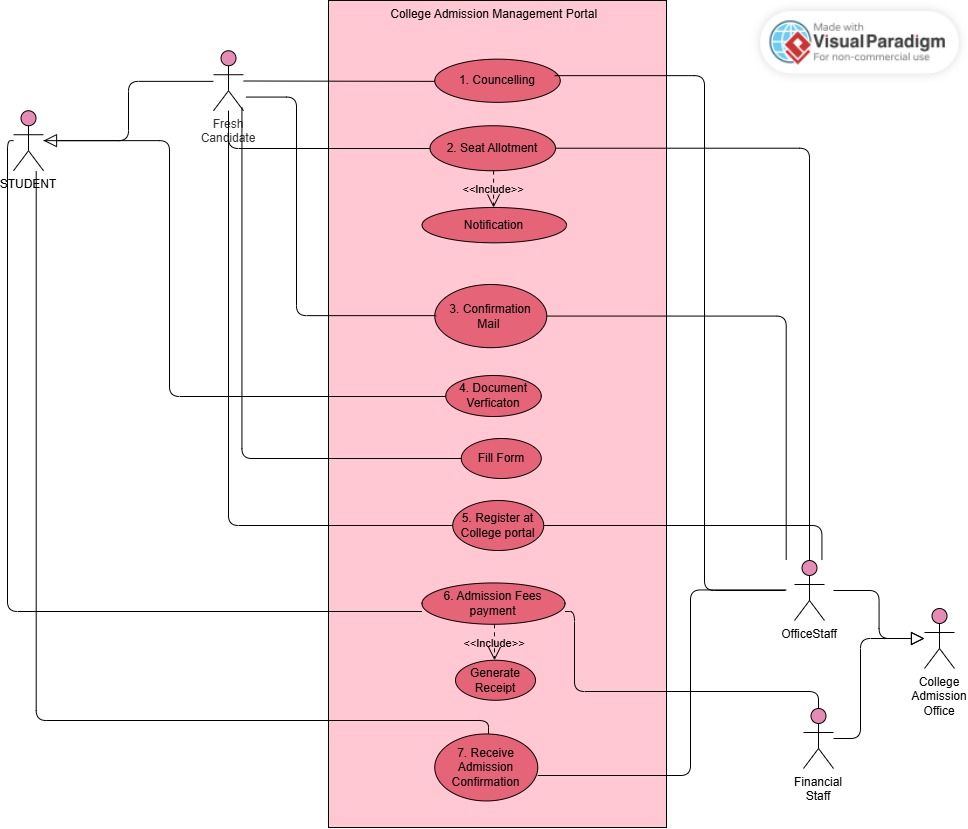 College Admission Management Portal
Made with
VisualParadigm
For non-commercial use
1. Councelling
Fresh
Candidate
2. Seat Allotment
STUDENT
<<Include>>
Notification
3. Confirmation
Mail
4. Document
Verficaton
Fill Form
5. Register at
College portal
6. Admission Fees
payment
OfficeStaff
<<Include>>
Generate
Receipt
College
Admission
Office
7. Receive
Admission
Confirmation
Financial
Staff